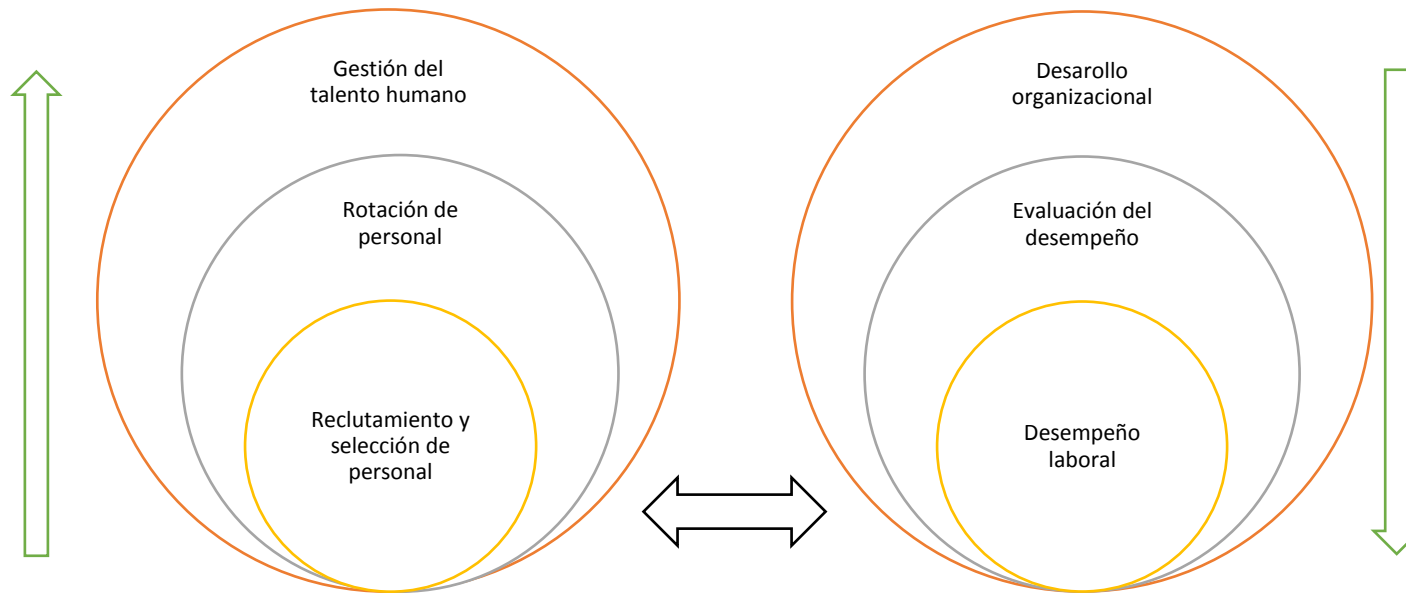 Gestión del
talento humano
Rotación de
personal
Reclutamiento y
selección de
personal
Desarollo
organizacional
Evaluación del
desempeño
Desempeño
laboral